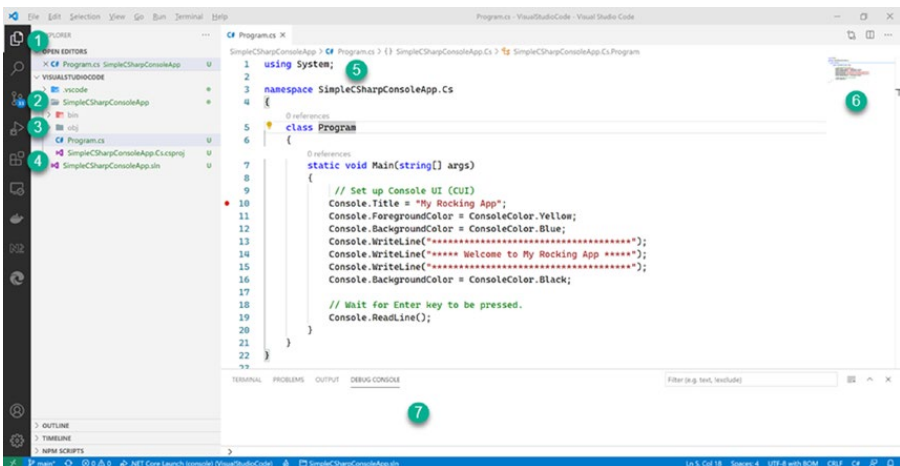 File Edit Selection View Go Run Terminal Help
Program.cs - VisualStudioCode - Visual Studio Code
1
PLORER
OPEN EDITORS
C# Program.cs SimpleCSharpConsoleApp U
VISUALSTUDIOCODE
.vscode
2
SimpleCSharpConsoleApp
bin
3
obj
C# Program.cs U
4
SimpleCSharpConsoleApp.Cs.csproj U
SimpleCSharpConsoleApp.sln U
OUTLINE
TIMELINE
NPM SCRIPTS
C# Program.cs
SimpleCSharpConsoleApp > C# Program.cs > {} SimpleCSharpConsoleApp.Cs > SimpleCSharpConsoleApp.Cs.Program
1 using System;
5
2
3 namespace SimpleCSharpConsoleApp.Cs
4 {
0 references
5 class Program
6 {
0 references
7 static void Main(string[] args)
8 {
9 // Set up Console UI (CUI)
10 Console.Title = "My Rocking App";
11 Console.ForegroundColor = ConsoleColor.Yellow;
12 Console.BackgroundColor = ConsoleColor.Blue;
13 Console.WriteLine("*************************************");
14 Console.WriteLine("***** Welcome to My Rocking App *****");
15 Console.WriteLine("*************************************");
16 Console.BackgroundColor = ConsoleColor.Black;
17
18 // Wait for Enter key to be pressed.
19 Console.ReadLine();
20 }
21 }
22 }
6
TERMINAL PROBLEMS OUTPUT DEBUG CONSOLE
Filter (e.g. text, !exclude)
7
main* 0 0 .NET Core Launch (console) (VisualStudioCode) SimpleCSharpConsoleApp.sln
Ln 5, Col 18 Spaces: 4 UTF-8 with BOM CRLF C#